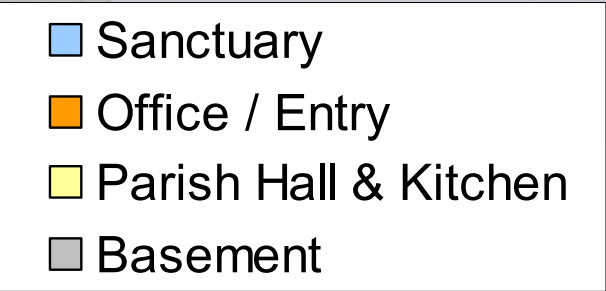 Sanctuary
Office / Entry
Parish Hall & Kitchen
Basement